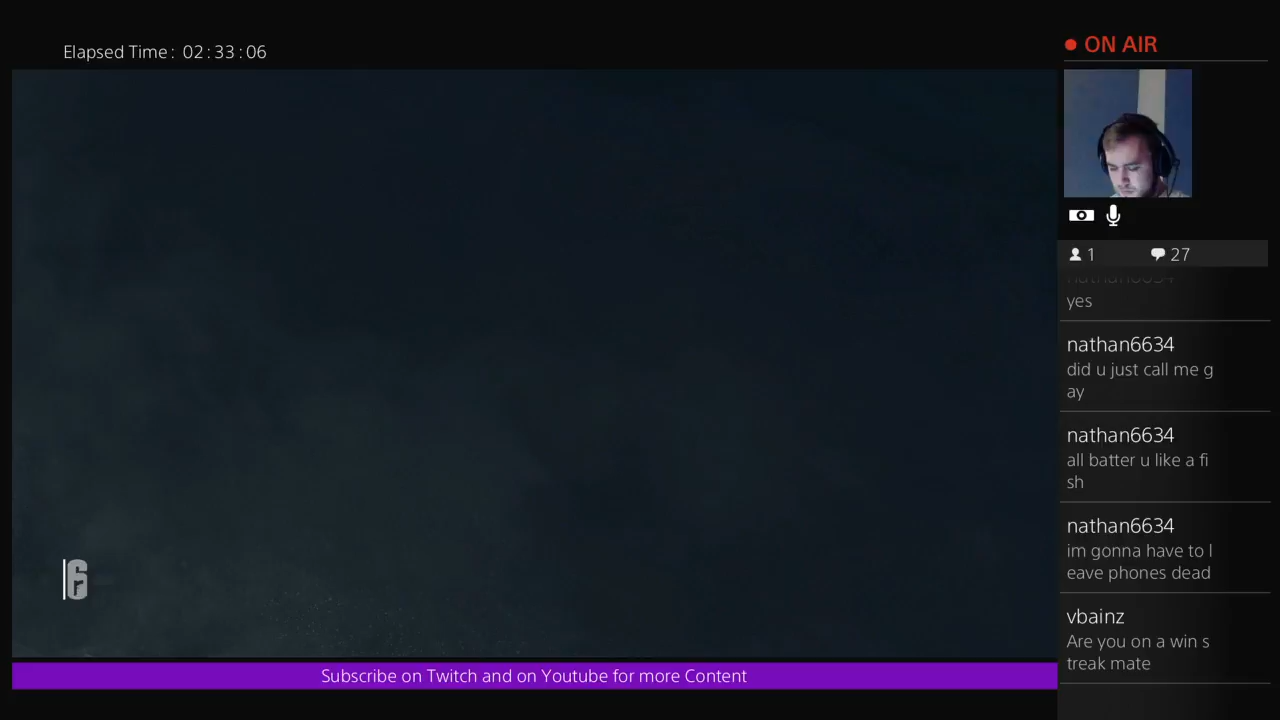 Elapsed Time: 02:33:06
ON AIR
1
27
nathan6634
yes
nathan6634
did u just call me g
ay
nathan6634
all batter u like a fi
sh
nathan6634
im gonna have to l
eave phones dead
vbainz
Are you on a win s
treak mate
6
Subscribe on Twitch and on Youtube for more Content